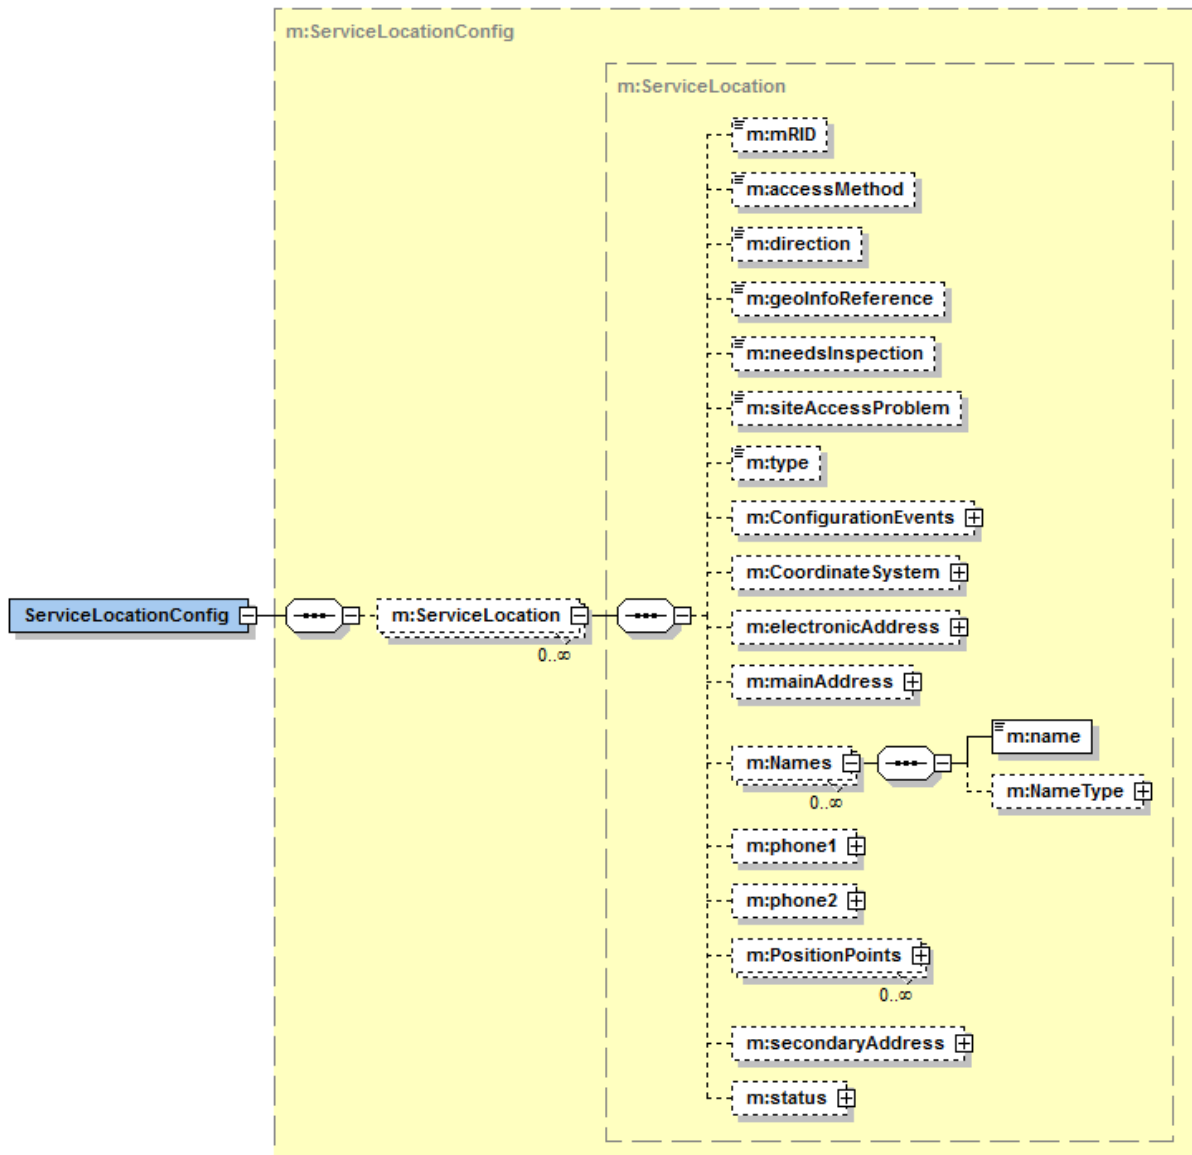 m:ServiceLocationConfig
m:ServiceLocation
m:mRID
m:accessMethod
m:direction
m:geoInfoReference
m:needsInspection
m:siteAccessProblem
m:type
m:ConfigurationEvents
m:CoordinateSystem
ServiceLocationConfig
m:ServiceLocation
0..∞
m:electronicAddress
m:mainAddress
m:Names
0..∞
m:name
m:NameType
m:phone1
m:phone2
m:PositionPoints
0..∞
m:secondaryAddress
m:status